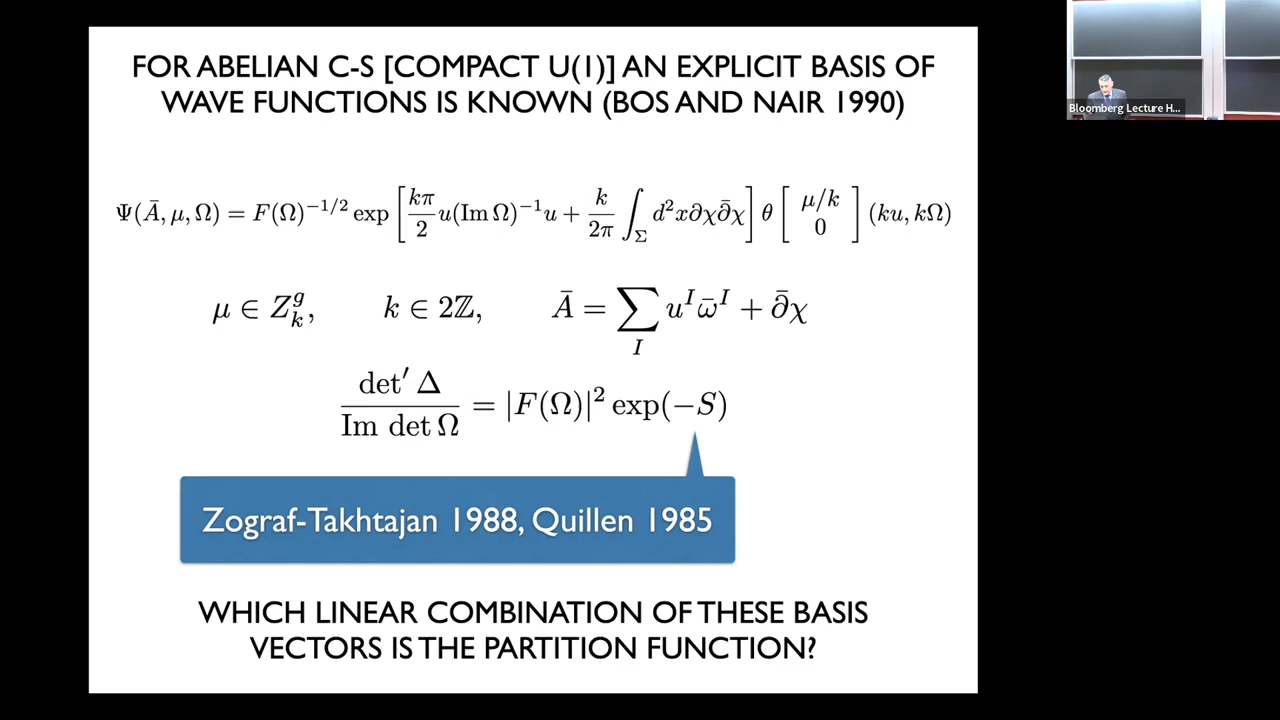 FOR ABELIAN C-S [COMPACT U(1)] AN EXPLICIT BASIS OF
WAVE FUNCTIONS IS KNOWN (BOS AND NAIR 1990)
Ψ(Ā, μ, Ω) = F(Ω)^{-1/2} exp [ kπ/2 u(Im Ω)^{-1}u + k/2π ∫_Σ d²x∂χ∂̄χ ] θ [ μ/k 0 ] (ku, kΩ)
μ ∈ Z_k^g, k ∈ 2ℤ, Ā = ∑_I u^I ω̄^I + ∂̄χ
det′ Δ / Im det Ω = |F(Ω)|² exp(−S)
Zograf-Takhtajan 1988, Quillen 1985
WHICH LINEAR COMBINATION OF THESE BASIS
VECTORS IS THE PARTITION FUNCTION?
Bloomberg Lecture H...